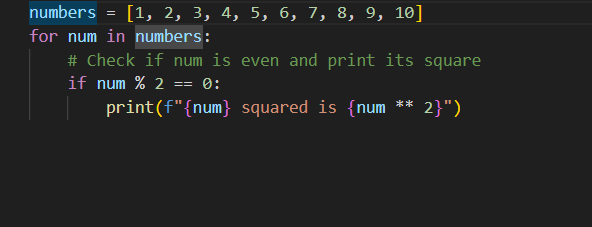 numbers = [1, 2, 3, 4, 5, 6, 7, 8, 9, 10]
for num in numbers:
    # Check if num is even and print its square
    if num % 2 == 0:
        print(f"{num} squared is {num ** 2}")